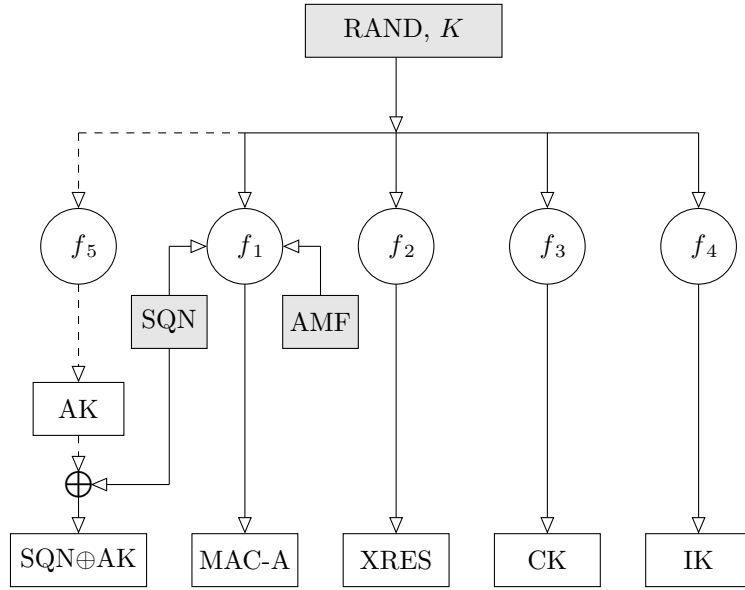 RAND, K
f5 f1 f2 f3 f4
SQN AMF
AK
SQN⊕AK MAC-A XRES CK IK